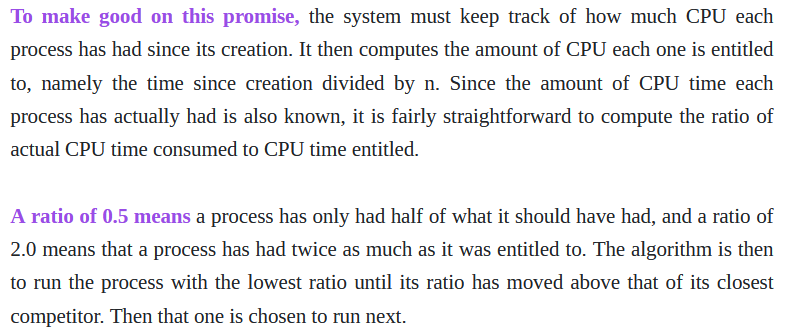 To make good on this promise, the system must keep track of how much CPU each
process has had since its creation. It then computes the amount of CPU each one is entitled
to, namely the time since creation divided by n. Since the amount of CPU time each
process has actually had is also known, it is fairly straightforward to compute the ratio of
actual CPU time consumed to CPU time entitled.
A ratio of 0.5 means a process has only had half of what it should have had, and a ratio of
2.0 means that a process has had twice as much as it was entitled to. The algorithm is then
to run the process with the lowest ratio until its ratio has moved above that of its closest
competitor. Then that one is chosen to run next.